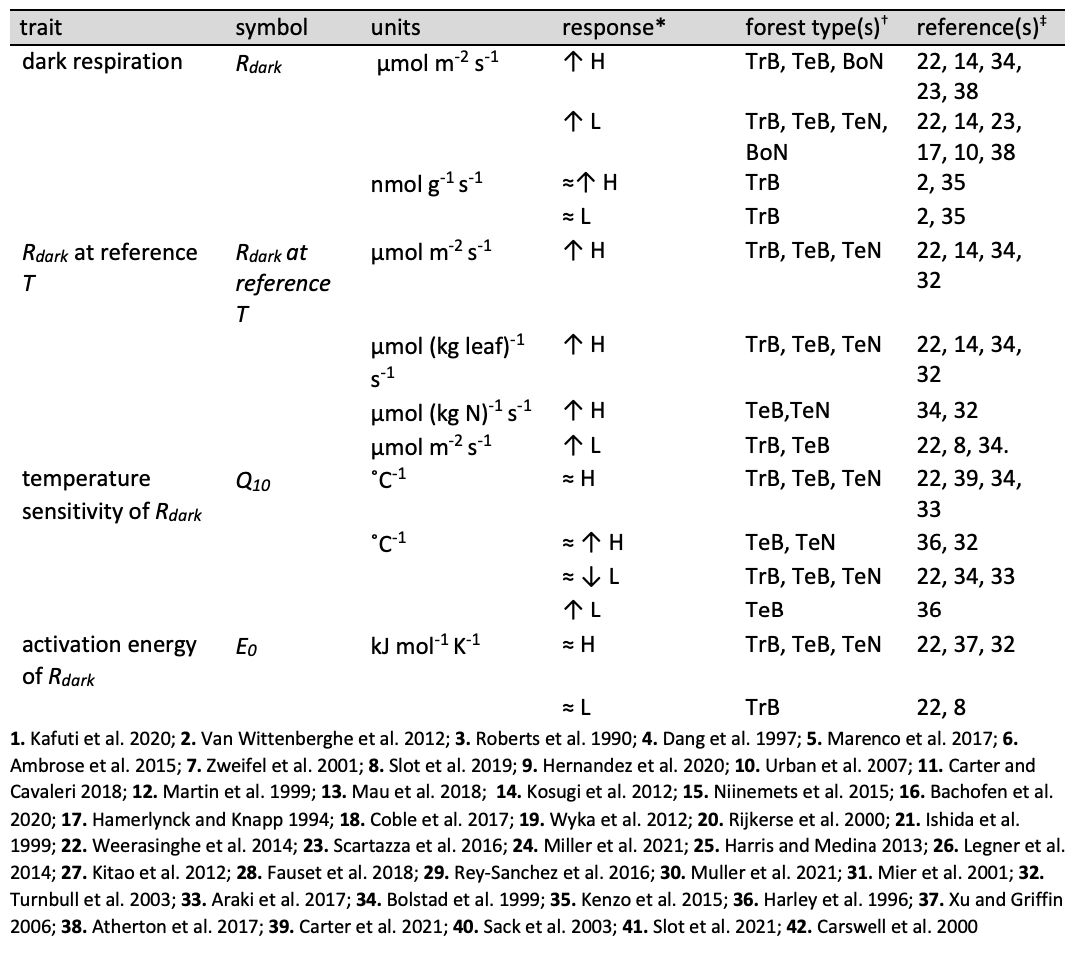 trait symbol units response* forest type(s)† reference(s)‡
dark respiration Rdark μmol m-2 s-1 ↑ H TrB, TeB, BoN 22, 14, 34,
23, 38
↑ L TrB, TeB, TeN, 22, 14, 23,
BoN 17, 10, 38
nmol g-1 s-1 ≈↑ H TrB 2, 35
≈ L TrB 2, 35
Rdark at reference Rdark at μmol m-2 s-1 ↑ H TrB, TeB, TeN 22, 14, 34,
T reference 32
T
μmol (kg leaf)-1 ↑ H TrB, TeB, TeN 22, 14, 34,
s-1 32
μmol (kg N)-1 s-1 ↑ H TeB,TeN 34, 32
μmol m-2 s-1 ↑ L TrB, TeB 22, 8, 34.
temperature Q10 °C-1 ≈ H TrB, TeB, TeN 22, 39, 34,
sensitivity of Rdark 33
°C-1 ≈ ↑ H TeB, TeN 36, 32
≈ ↓ L TrB, TeB, TeN 22, 34, 33
↑ L TeB 36
activation energy E0 kJ mol-1 K-1 ≈ H TrB, TeB, TeN 22, 37, 32
of Rdark
≈ L TrB 22, 8
1. Kafuti et al. 2020; 2. Van Wittenberghe et al. 2012; 3. Roberts et al. 1990; 4. Dang et al. 1997; 5. Marenco et al. 2017; 6.
Ambrose et al. 2015; 7. Zweifel et al. 2001; 8. Slot et al. 2019; 9. Hernandez et al. 2020; 10. Urban et al. 2007; 11. Carter and
Cavaleri 2018; 12. Martin et al. 1999; 13. Mau et al. 2018; 14. Kosugi et al. 2012; 15. Niinemets et al. 2015; 16. Bachofen et al.
2020; 17. Hamerlynck and Knapp 1994; 18. Coble et al. 2017; 19. Wyka et al. 2012; 20. Rijkerse et al. 2000; 21. Ishida et al.
1999; 22. Weerasinghe et al. 2014; 23. Scartazza et al. 2016; 24. Miller et al. 2021; 25. Harris and Medina 2013; 26. Legner et al.
2014; 27. Kitao et al. 2012; 28. Fauset et al. 2018; 29. Rey-Sanchez et al. 2016; 30. Muller et al. 2021; 31. Mier et al. 2001; 32.
Turnbull et al. 2003; 33. Araki et al. 2017; 34. Bolstad et al. 1999; 35. Kenzo et al. 2015; 36. Harley et al. 1996; 37. Xu and Griffin
2006; 38. Atherton et al. 2017; 39. Carter et al. 2021; 40. Sack et al. 2003; 41. Slot et al. 2021; 42. Carswell et al. 2000